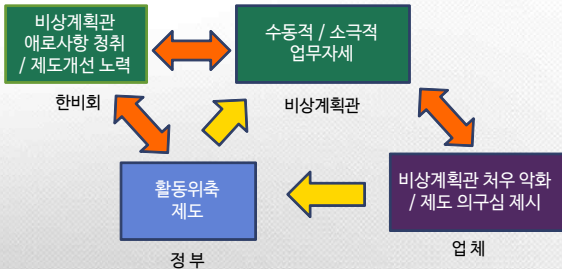 비상계획관
애로사항 청취
/ 제도개선 노력
한비회
수동적 / 소극적
업무자세
비상계획관
활동위축
제도
정 부
비상계획관 처우 악화
/ 제도 의구심 제시
업 체